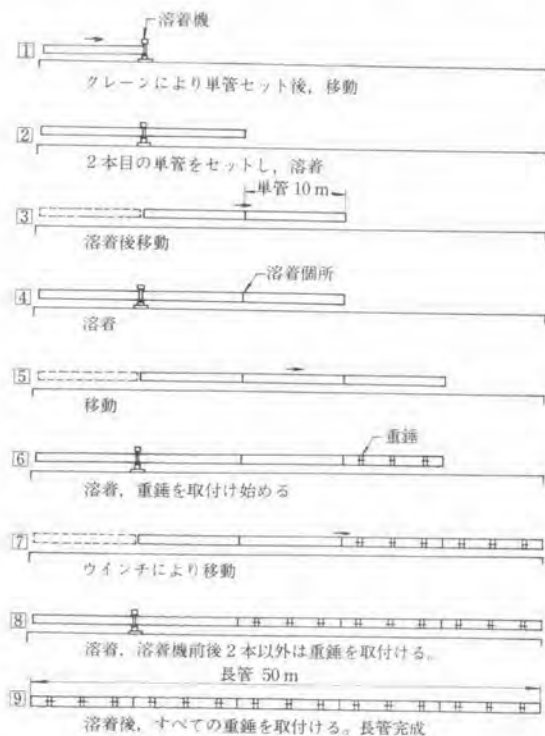 溶着機
1
クレーンにより単管セット後，移動
2
2本目の単管をセットし，溶着
単管10m
3
溶着後移動
溶着個所
4
溶着
5
移動
重錘
6
溶着，重錘を取付け始める
7
ウインチにより移動
8
溶着，溶着機前後2本以外は重錘を取付ける。
長管 50m
9
溶着後，すべての重錘を取付ける。長管完成